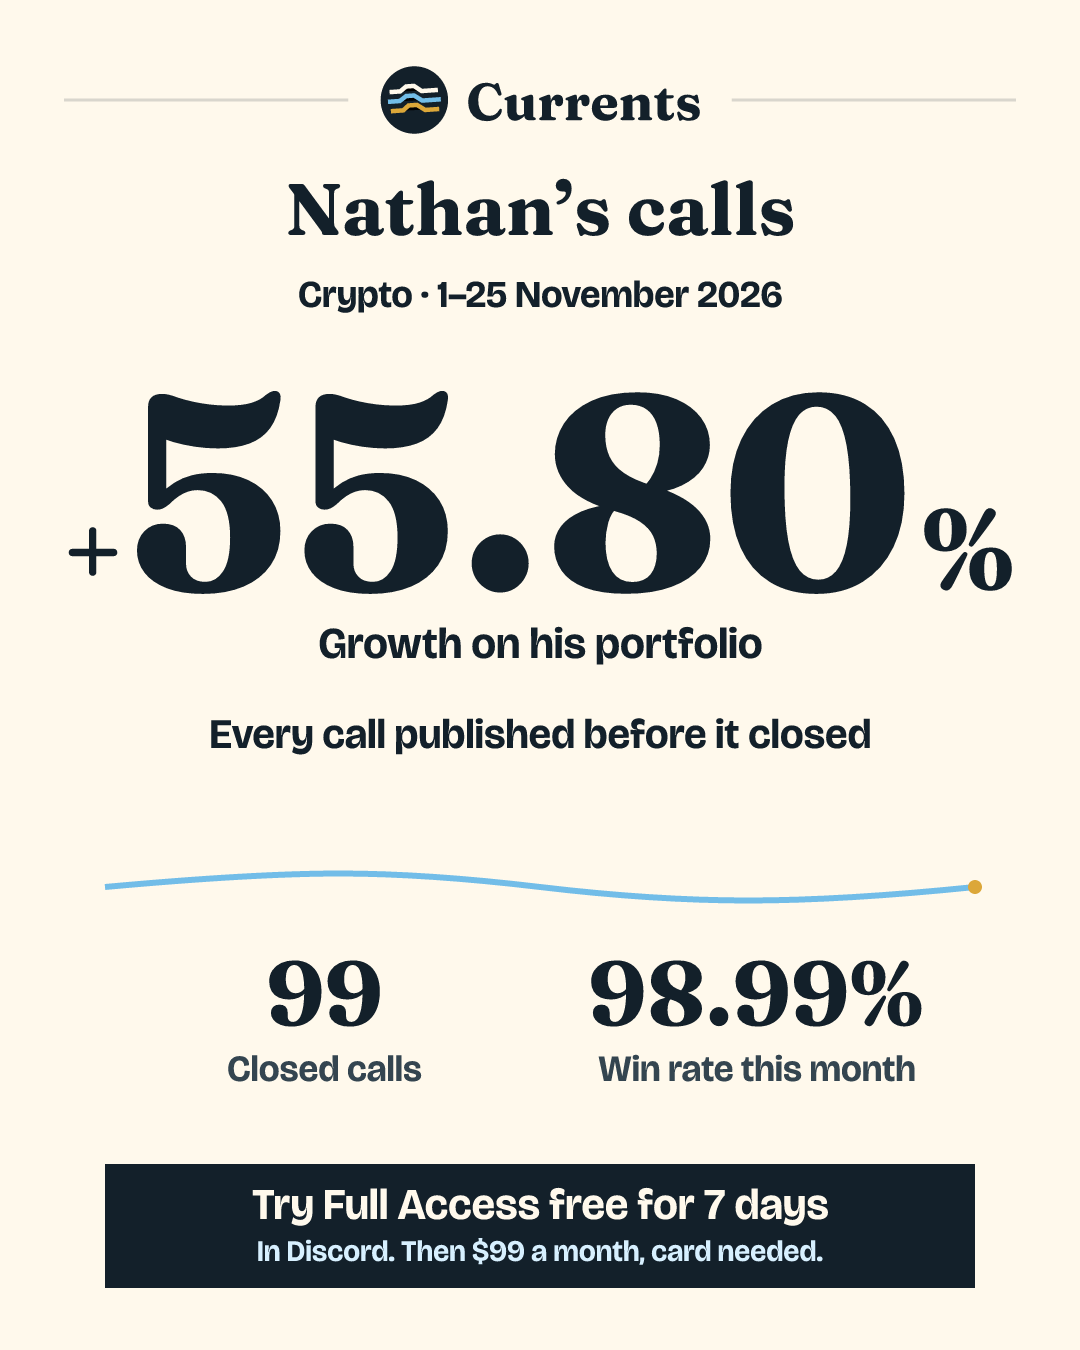 Currents
Nathan’s calls
Crypto · 1–25 November 2026
+55.80%
Growth on his portfolio
Every call published before it closed
99 98.99%
Closed calls Win rate this month
Try Full Access free for 7 days
In Discord. Then $99 a month, card needed.